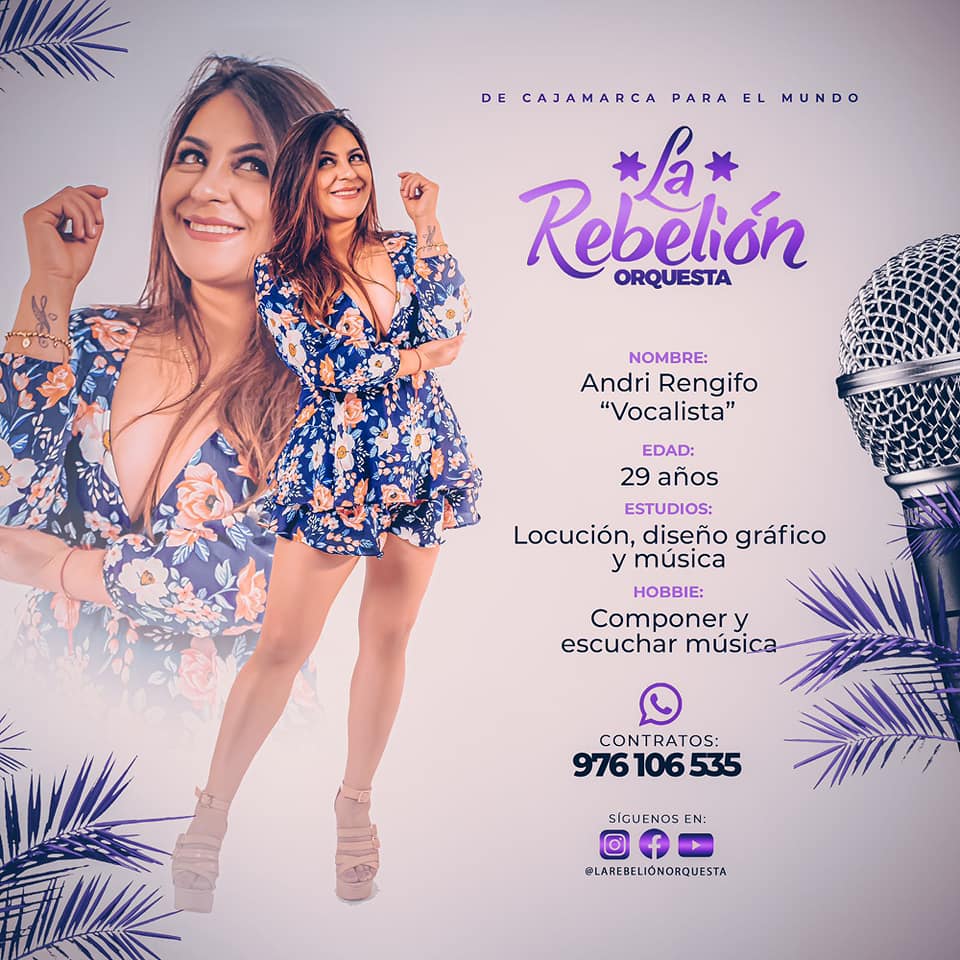 DE CAJAMARCA PARA EL MUNDO
La
Rebelión
ORQUESTA
NOMBRE:
Andri Rengifo
“Vocalista”
EDAD:
29 años
ESTUDIOS:
Locución, diseño gráfico
y música
HOBBIE:
Componer y
escuchar música
CONTRATOS:
976 106 535
SÍGUENOS EN:
@LAREBELIÓNORQUESTA